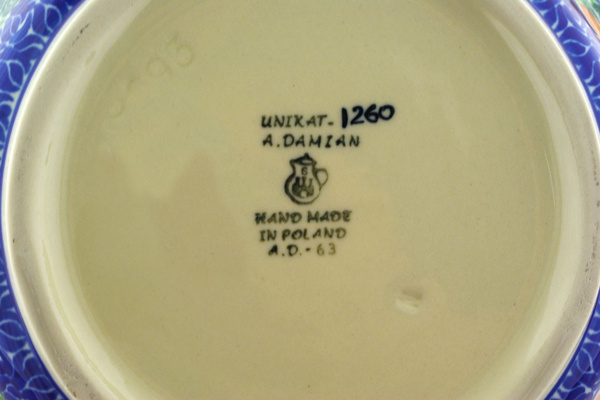 UNIKAT-1260
A.DAMIAN
HAND MADE
IN POLAND
A.D.-63